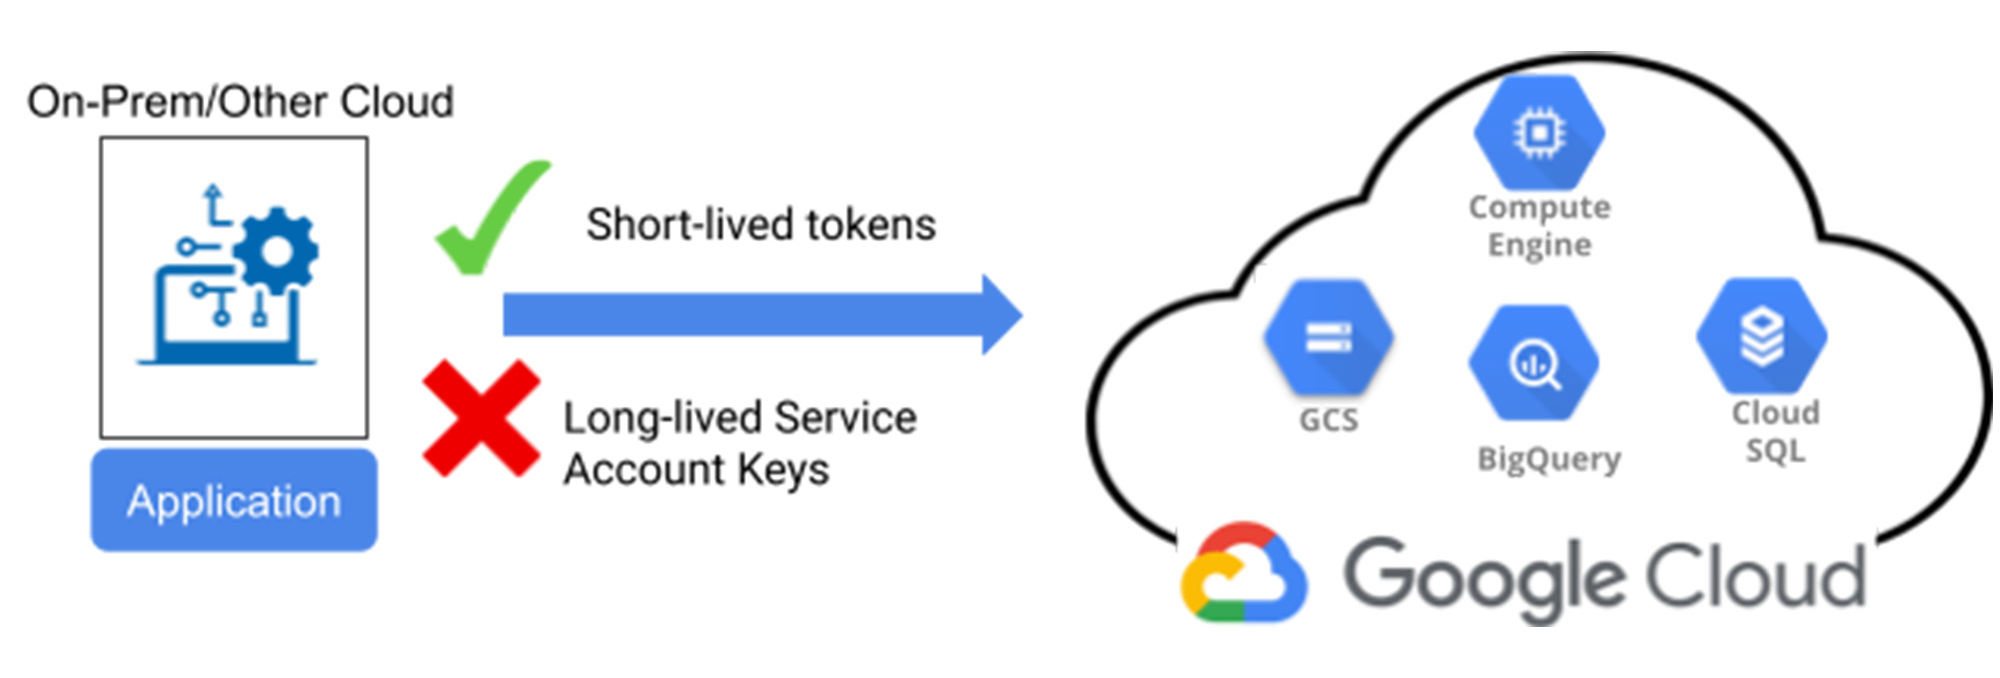 On-Prem/Other Cloud
Application
Short-lived tokens
Long-lived Service
Account Keys
Compute
Engine
GCS
BigQuery
Cloud
SQL
Google Cloud